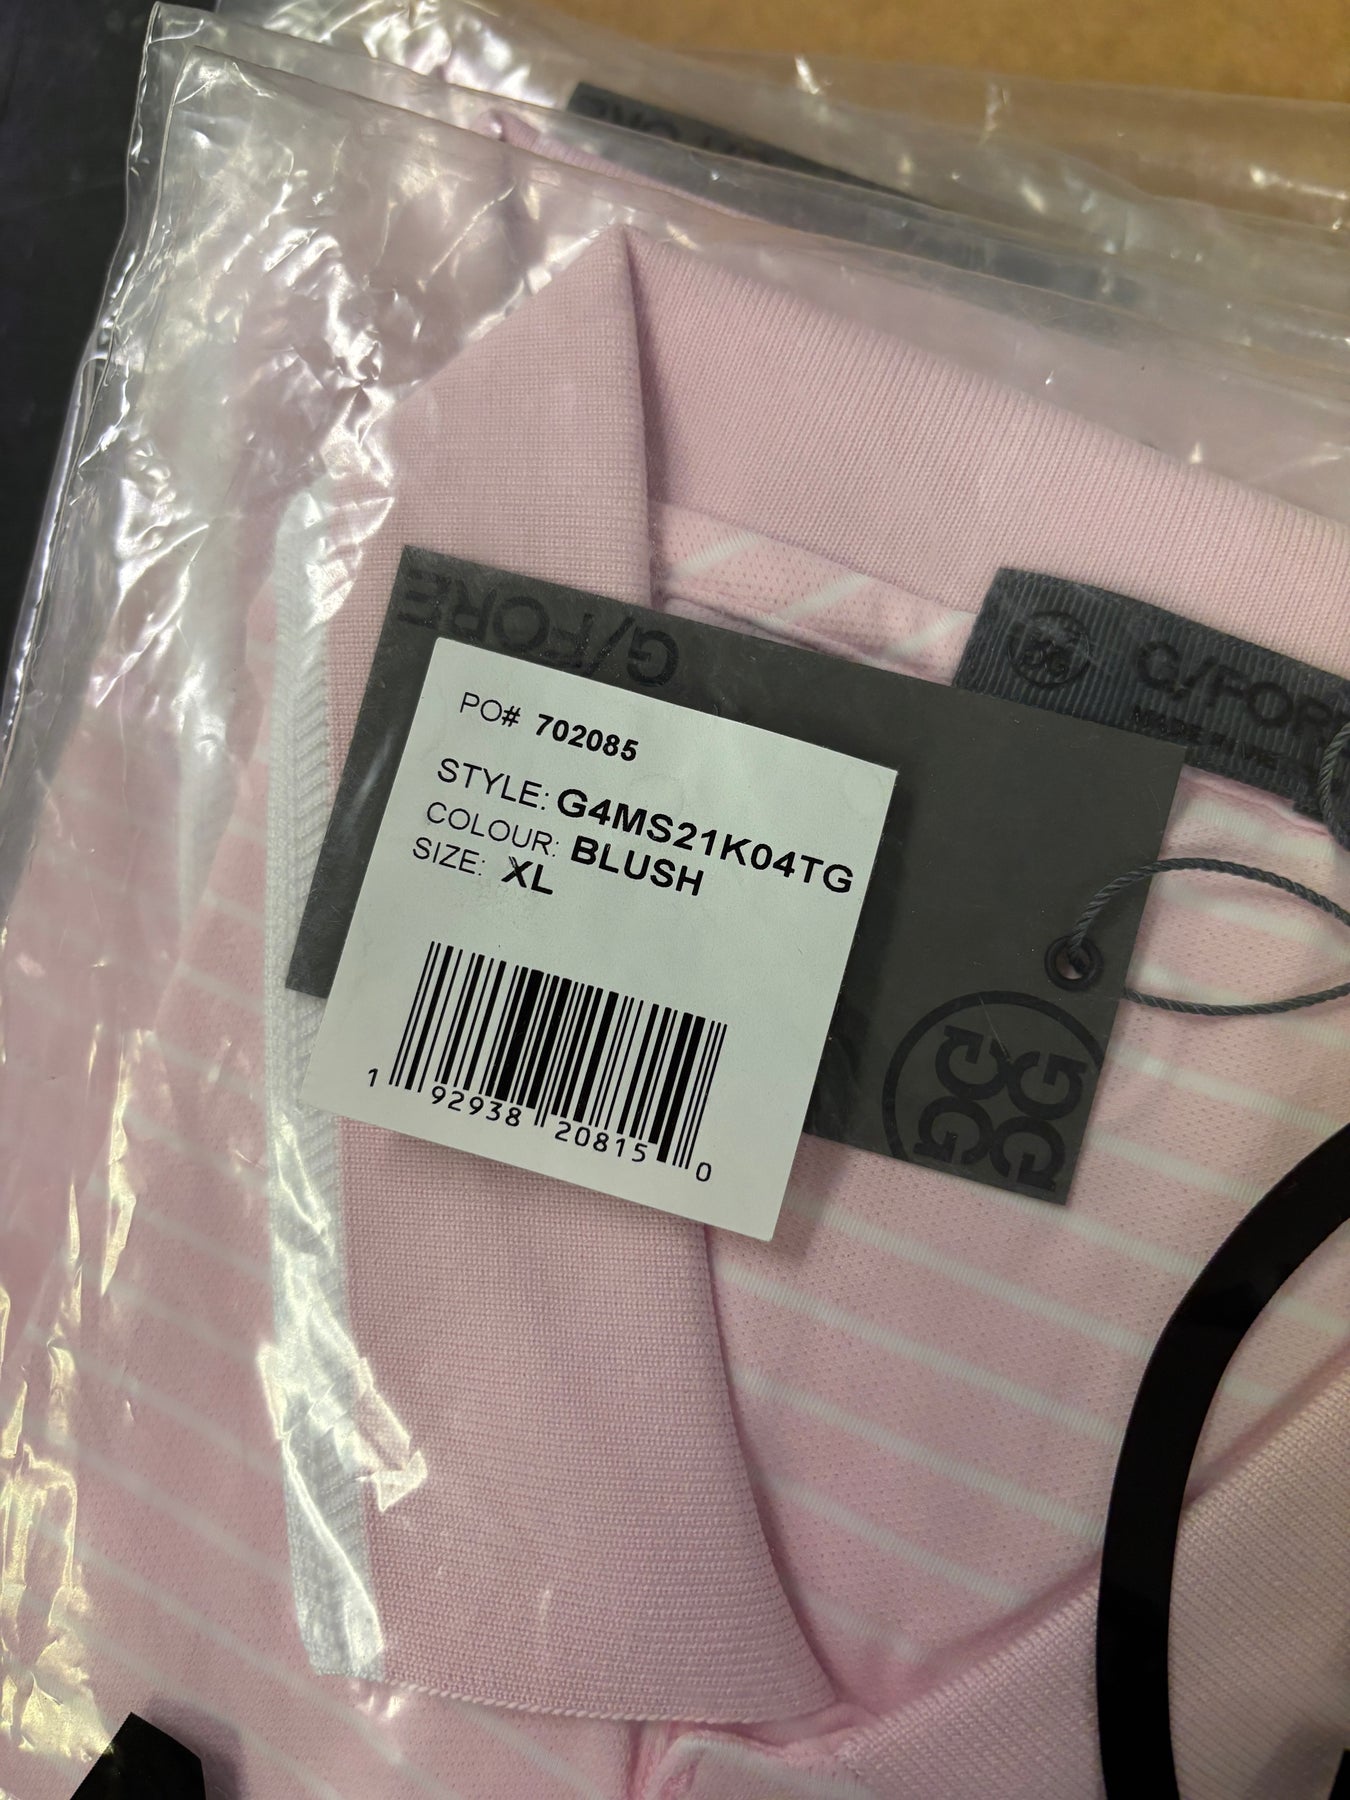 G/FORE
G/FORE
PO# 702085
STYLE: G4MS21K04TG
COLOUR: BLUSH
SIZE: XL
1 92938 20815 0